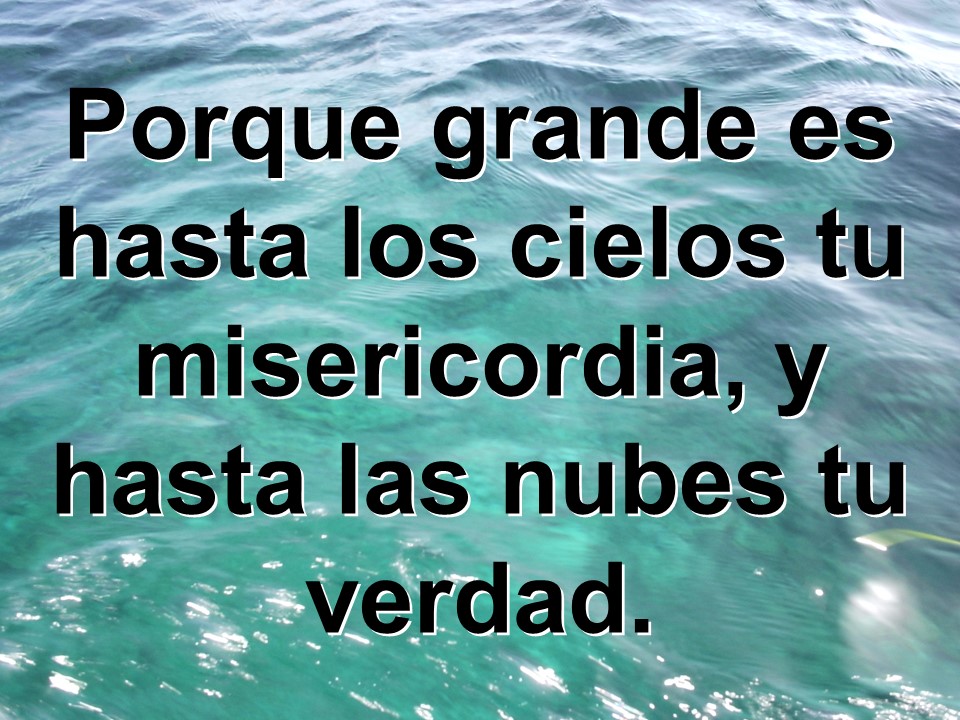 Porque grande es
hasta los cielos tu
misericordia, y
hasta las nubes tu
verdad.